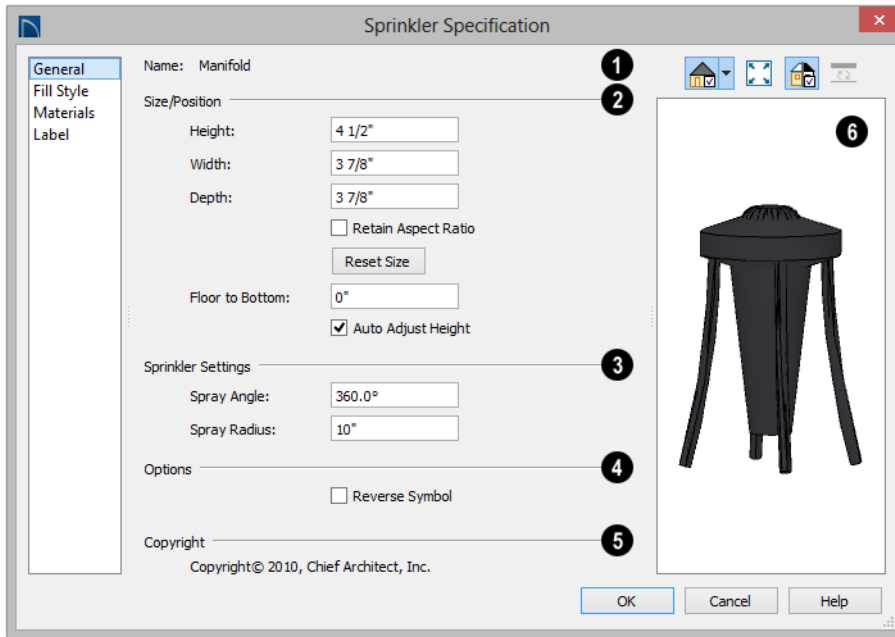 Sprinkler Specification
General
Fill Style
Materials
Label
Name: Manifold 1
Size/Position 2
Height: 4 1/2"
Width: 3 7/8"
Depth: 3 7/8"
Retain Aspect Ratio
Reset Size
Floor to Bottom: 0"
Auto Adjust Height
Sprinkler Settings 3
Spray Angle: 360.0°
Spray Radius: 10"
Options 4
Reverse Symbol
Copyright 5
Copyright© 2010, Chief Architect, Inc.
6
OK Cancel Help